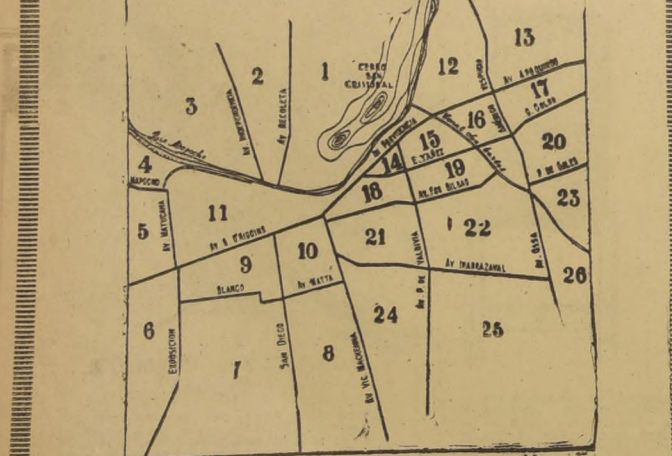 13
12
AV. APOQUINDO
VESPUCIO
17
C. COLON
2
1
CERRO
SAN
CRISTOBAL
3
AV. INDEPENDENCIA
AV. RECOLETA
AV. PROVIDENCIA
16
15
20
4
MAPOCHO
14
E. YAÑEZ
19
18
AV. FCO BILBAO
23
5
AV. MATUCANA
11
AV. B O'HIGGINS
21
22
AV. P. DE VALDIVIA
AV. OSSA
9
10
AV. IRARRAZAVAL
26
BLANCO
AV. MATTA
6
EXPOSICION
7
SAN DIEGO
8
AV. VIC MACKENNA
24
25